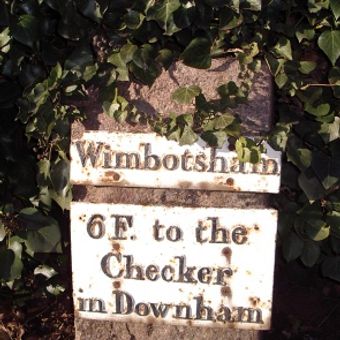 Wimbotsham
6 F. to the
Checker
in Downham